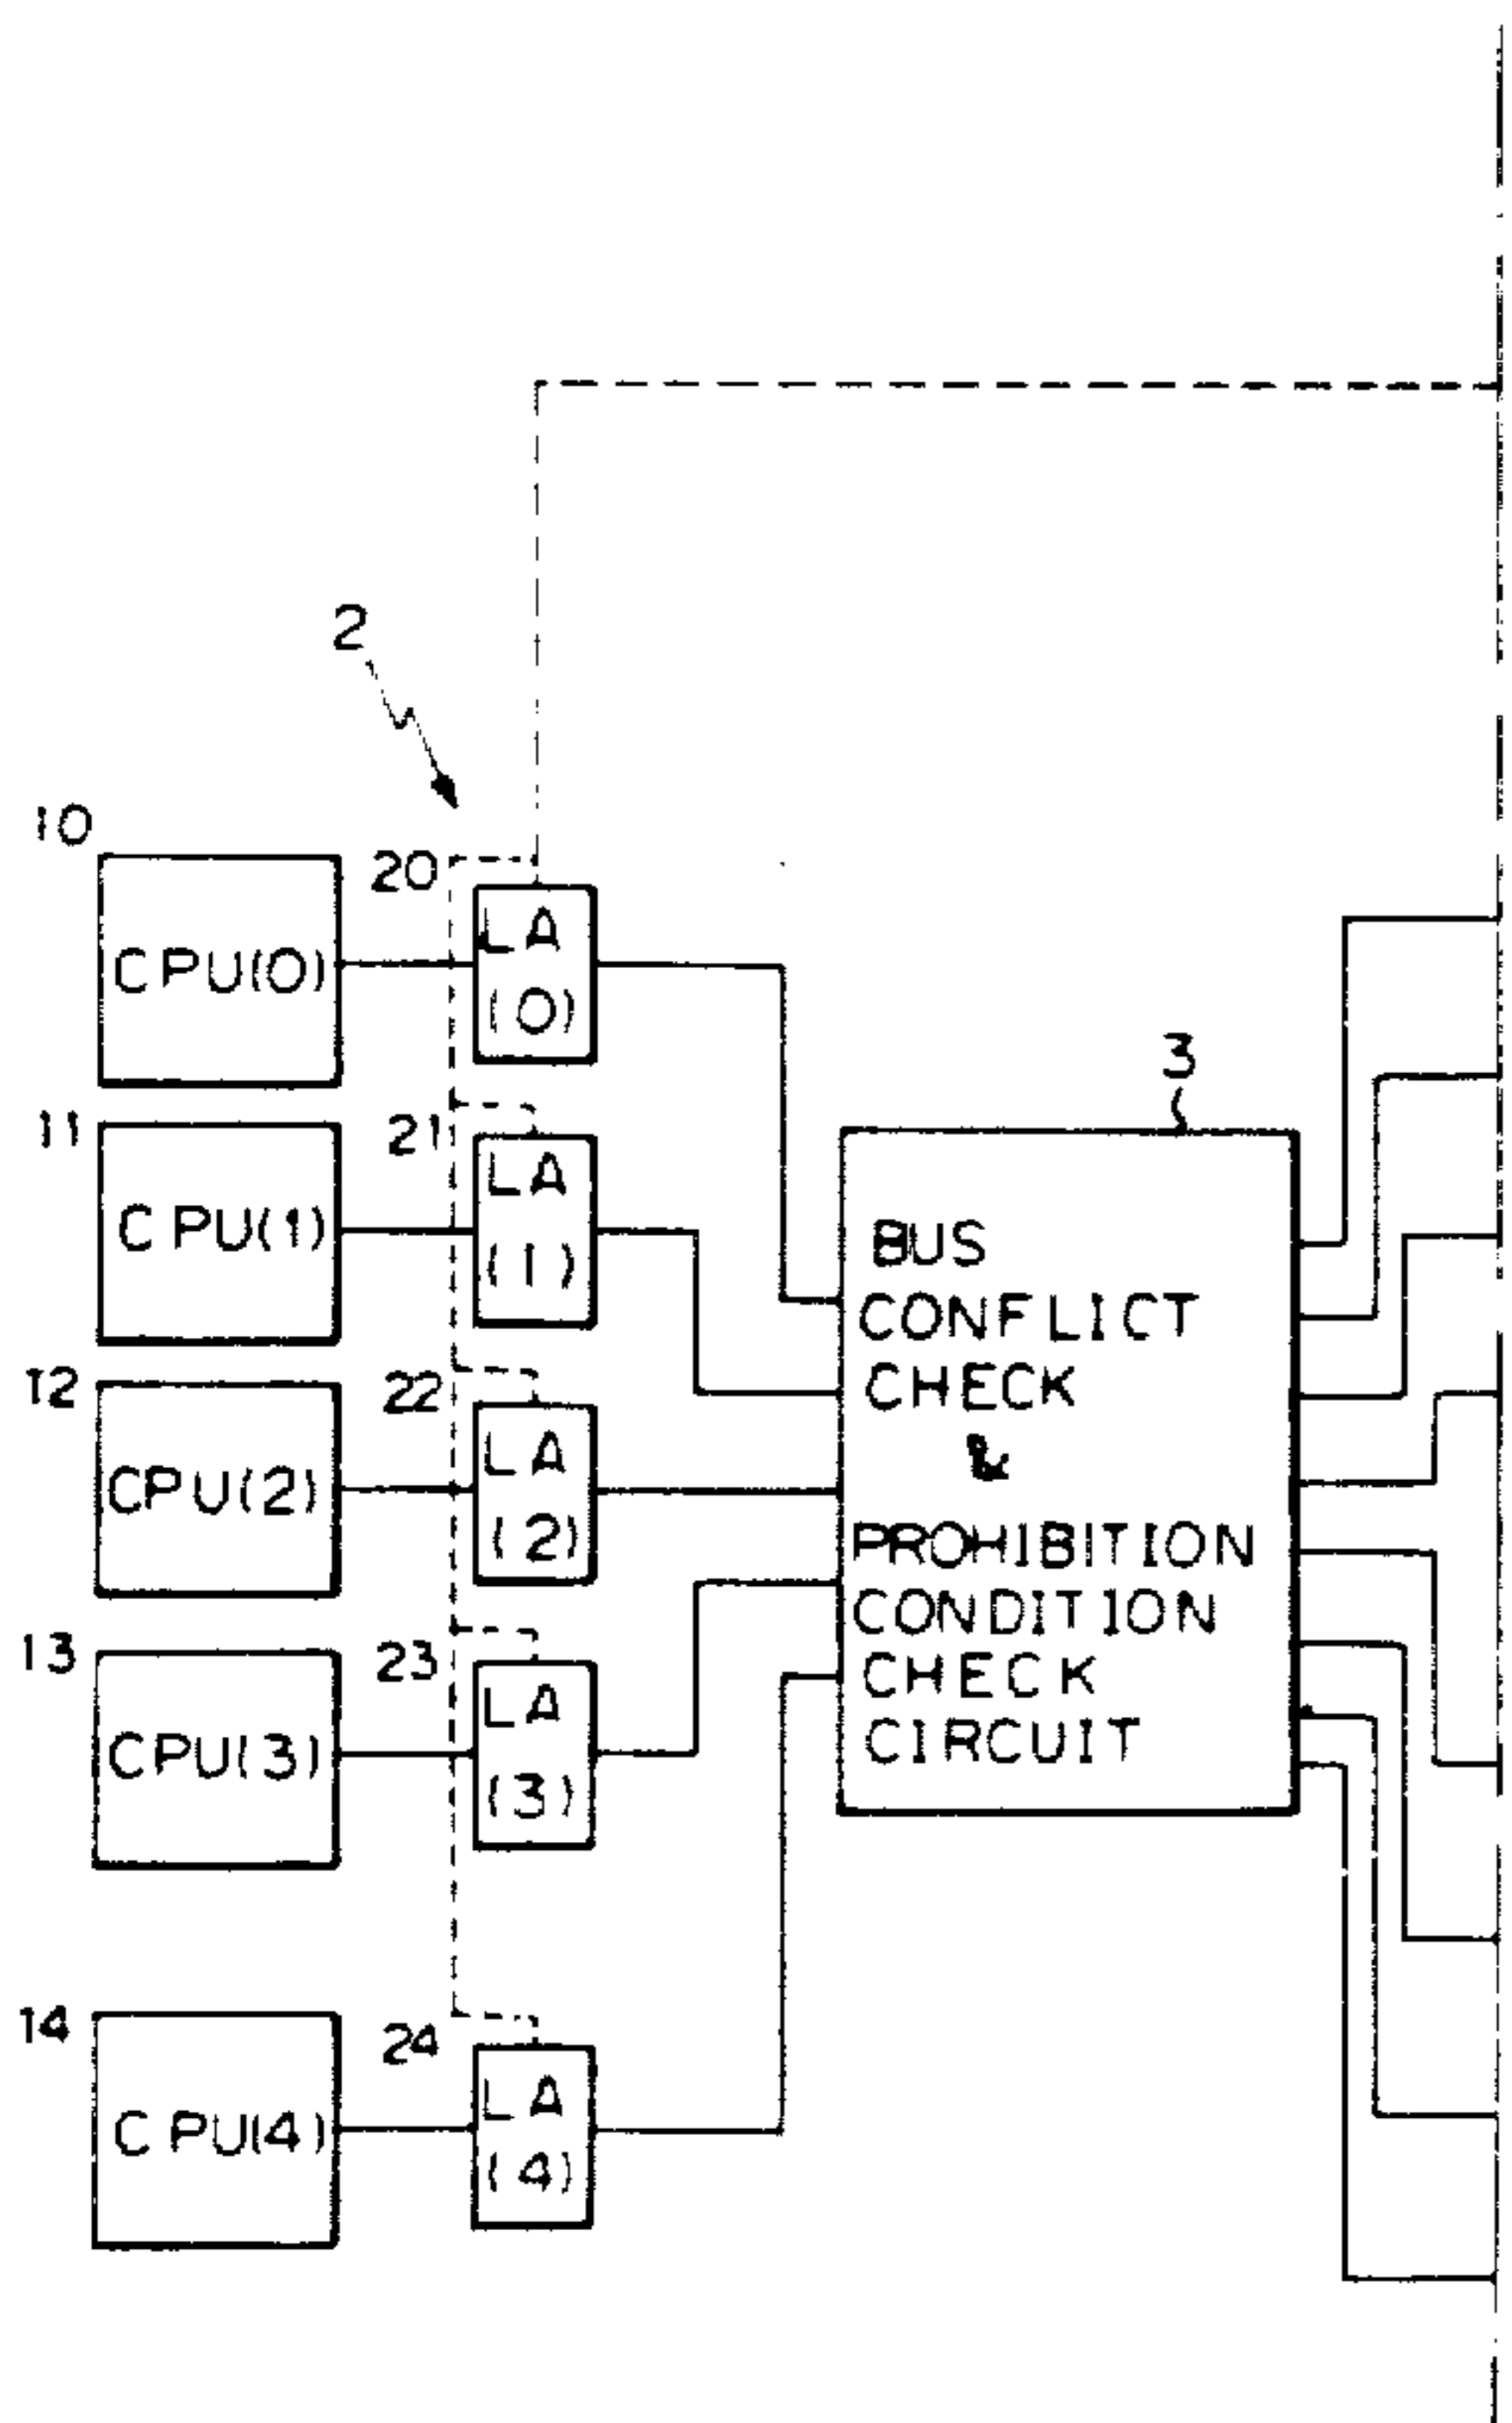 2
10
CPU(0)
20
LA
(0)
3
11
CPU(1)
21
LA
(1)
BUS
CONFLICT
CHECK
&
PROHIBITION
CONDITION
CHECK
CIRCUIT
12
CPU(2)
22
LA
(2)
13
CPU(3)
23
LA
(3)
14
CPU(4)
24
LA
(4)